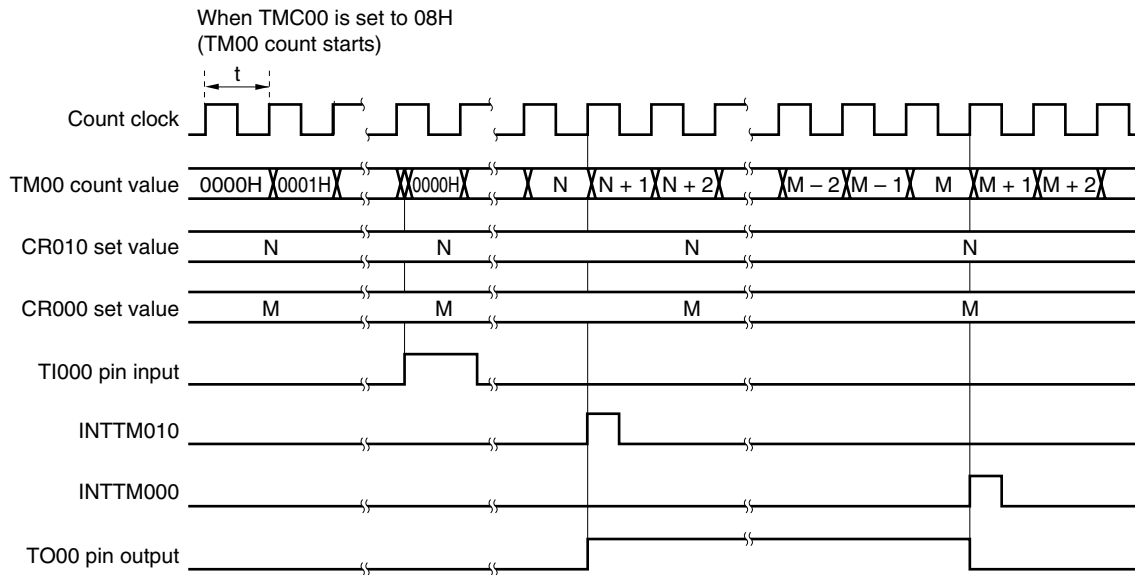 When TMC00 is set to 08H
(TM00 count starts)
t
Count clock
TM00 count value 0000H 0001H 0000H N N + 1 N + 2 M – 2 M – 1 M M + 1 M + 2
CR010 set value N N N N
CR000 set value M M M M
TI000 pin input
INTTM010
INTTM000
TO00 pin output